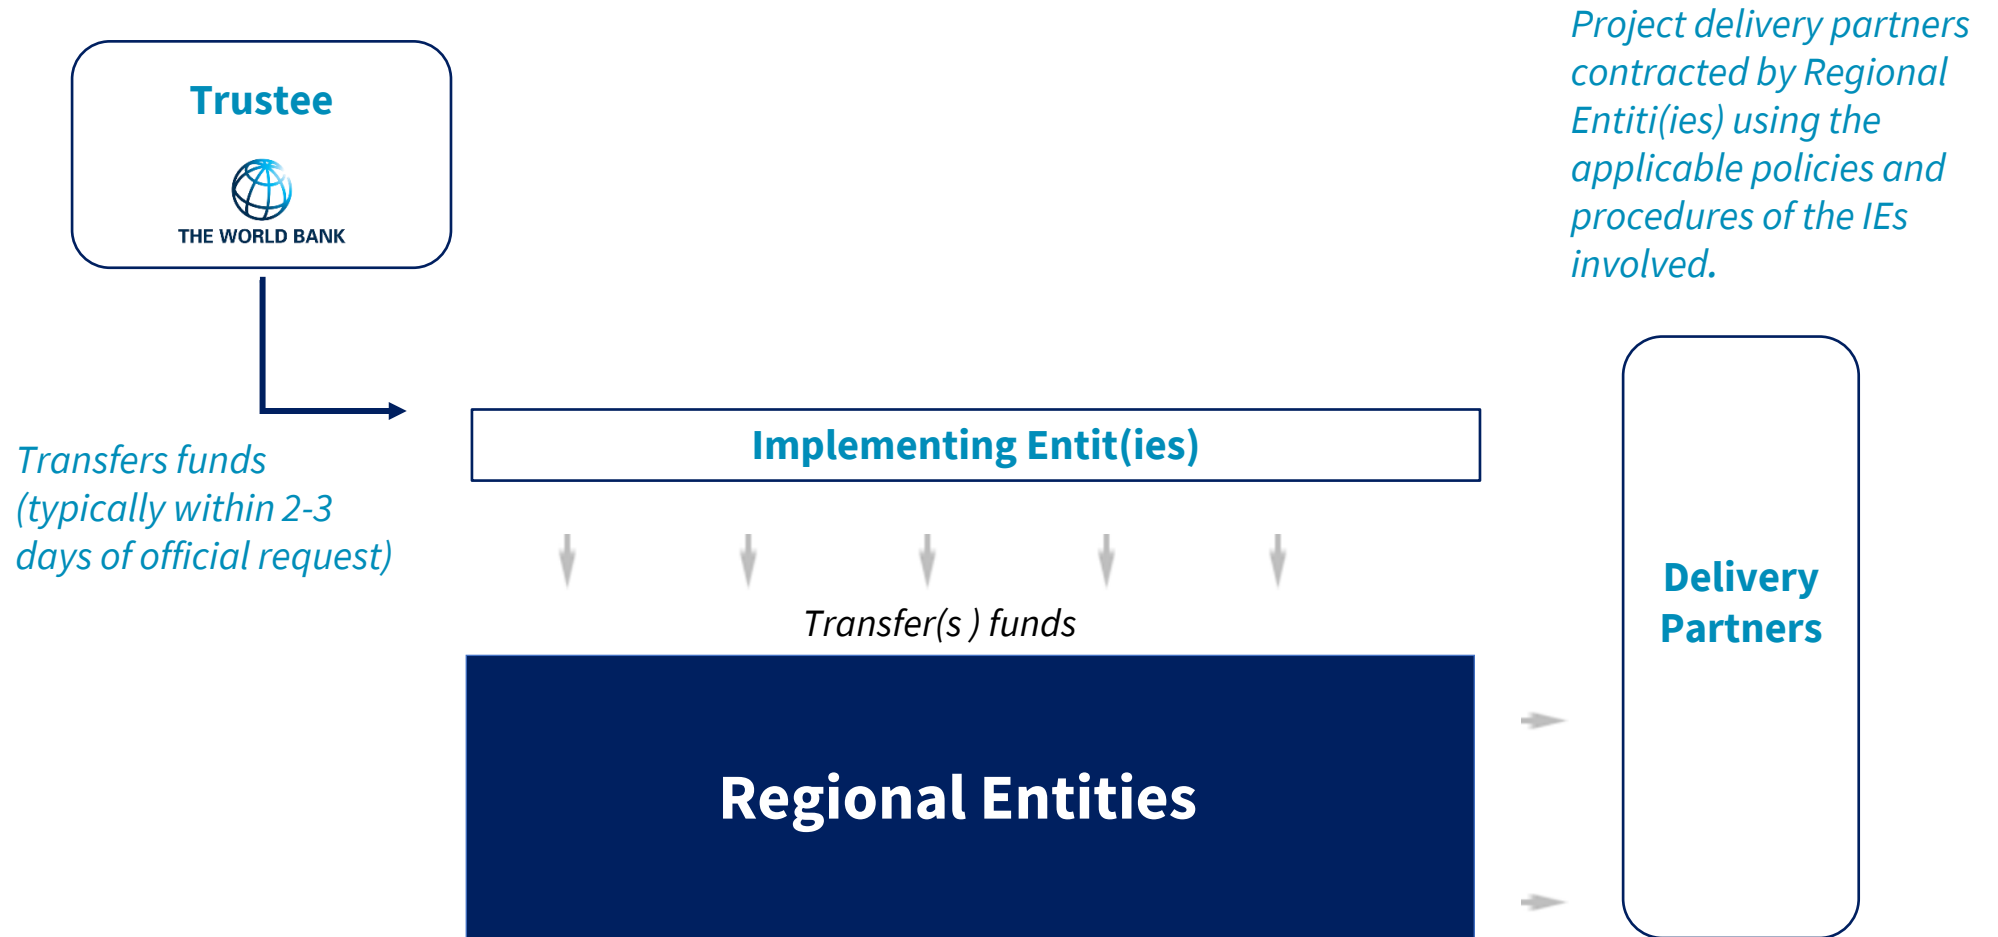 Trustee
THE WORLD BANK
Project delivery partners
contracted by Regional
Entiti(ies) using the
applicable policies and
procedures of the IEs
involved.
Transfers funds
(typically within 2-3
days of official request)
Implementing Entit(ies)
Transfer(s ) funds
Regional Entities
Delivery
Partners